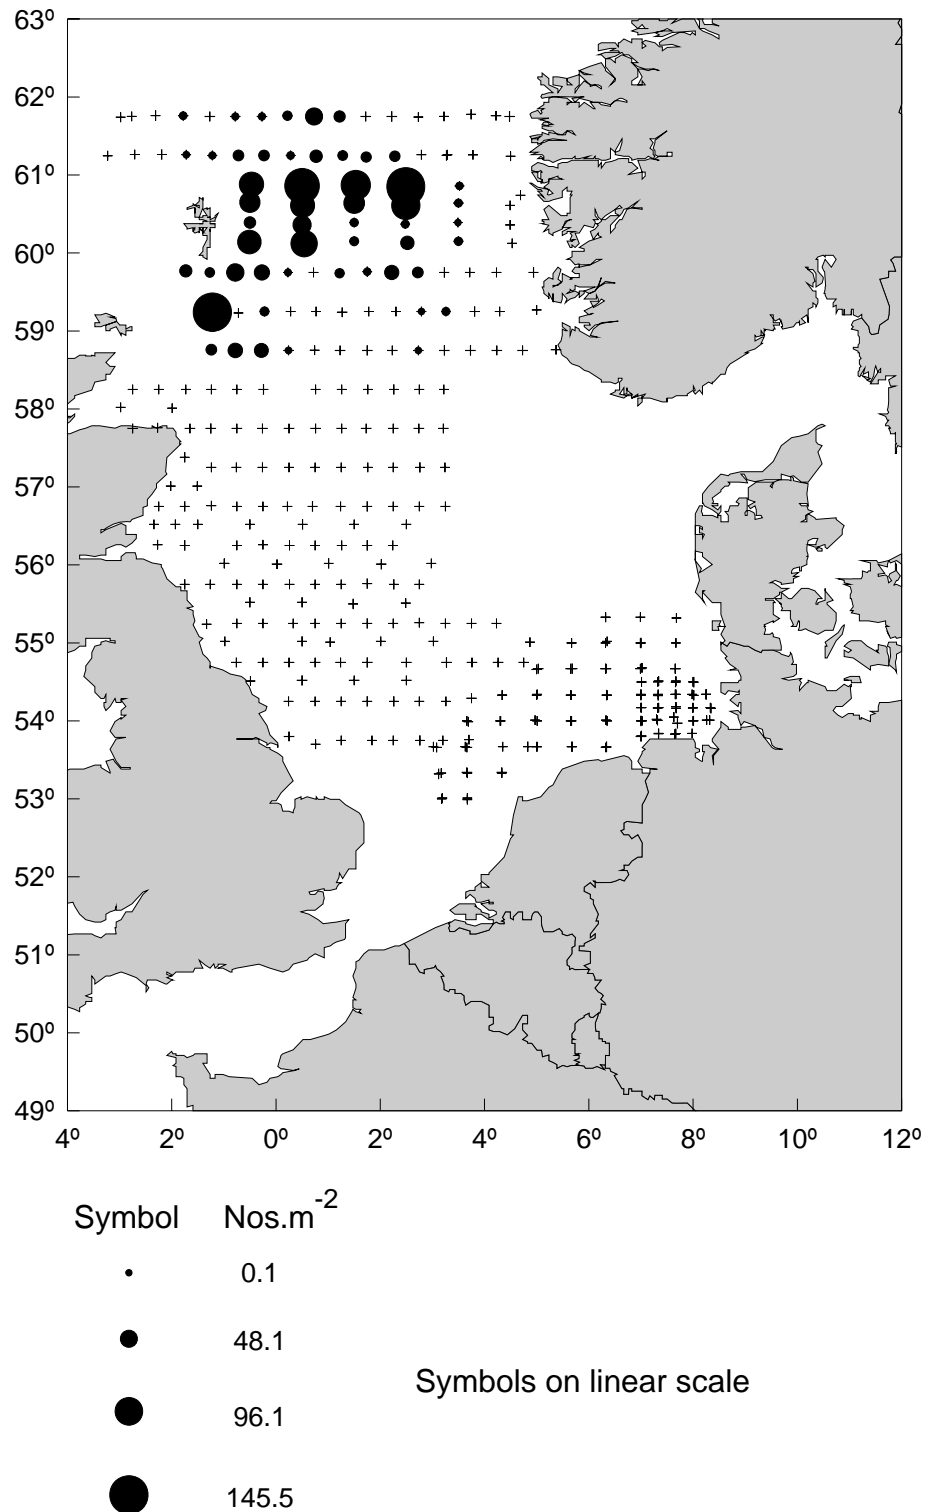 63º
62º
61º
60º
59º
58º
57º
56º
55º
54º
53º
52º
51º
50º
49º
4º 2º 0º 2º 4º 6º 8º 10º 12º
Symbol Nos.m-2
0.1
48.1
Symbols on linear scale
96.1
145.5